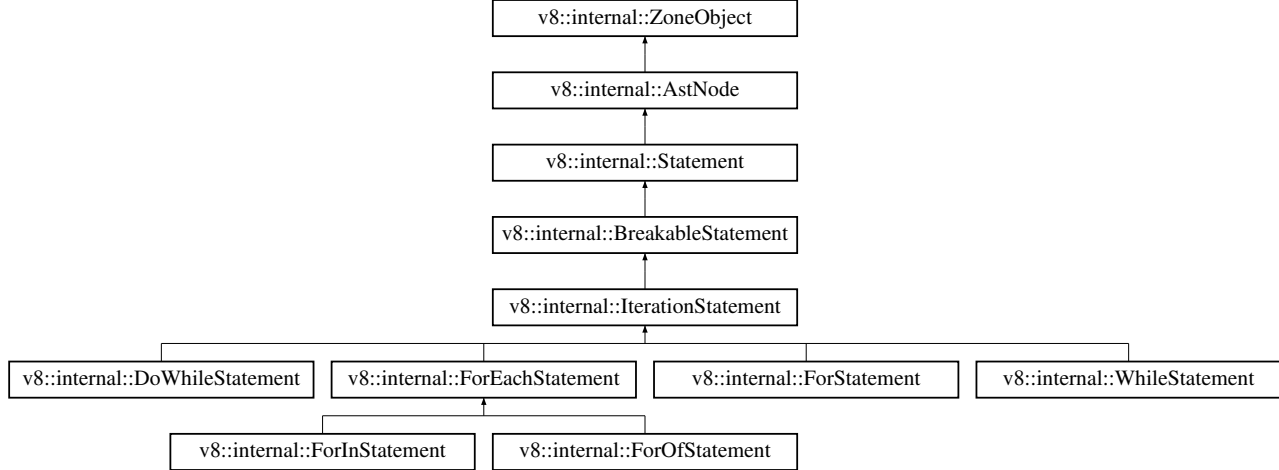 v8::internal::ZoneObject
v8::internal::AstNode
v8::internal::Statement
v8::internal::BreakableStatement
v8::internal::IterationStatement
v8::internal::DoWhileStatement
v8::internal::ForEachStatement
v8::internal::ForStatement
v8::internal::WhileStatement
v8::internal::ForInStatement
v8::internal::ForOfStatement